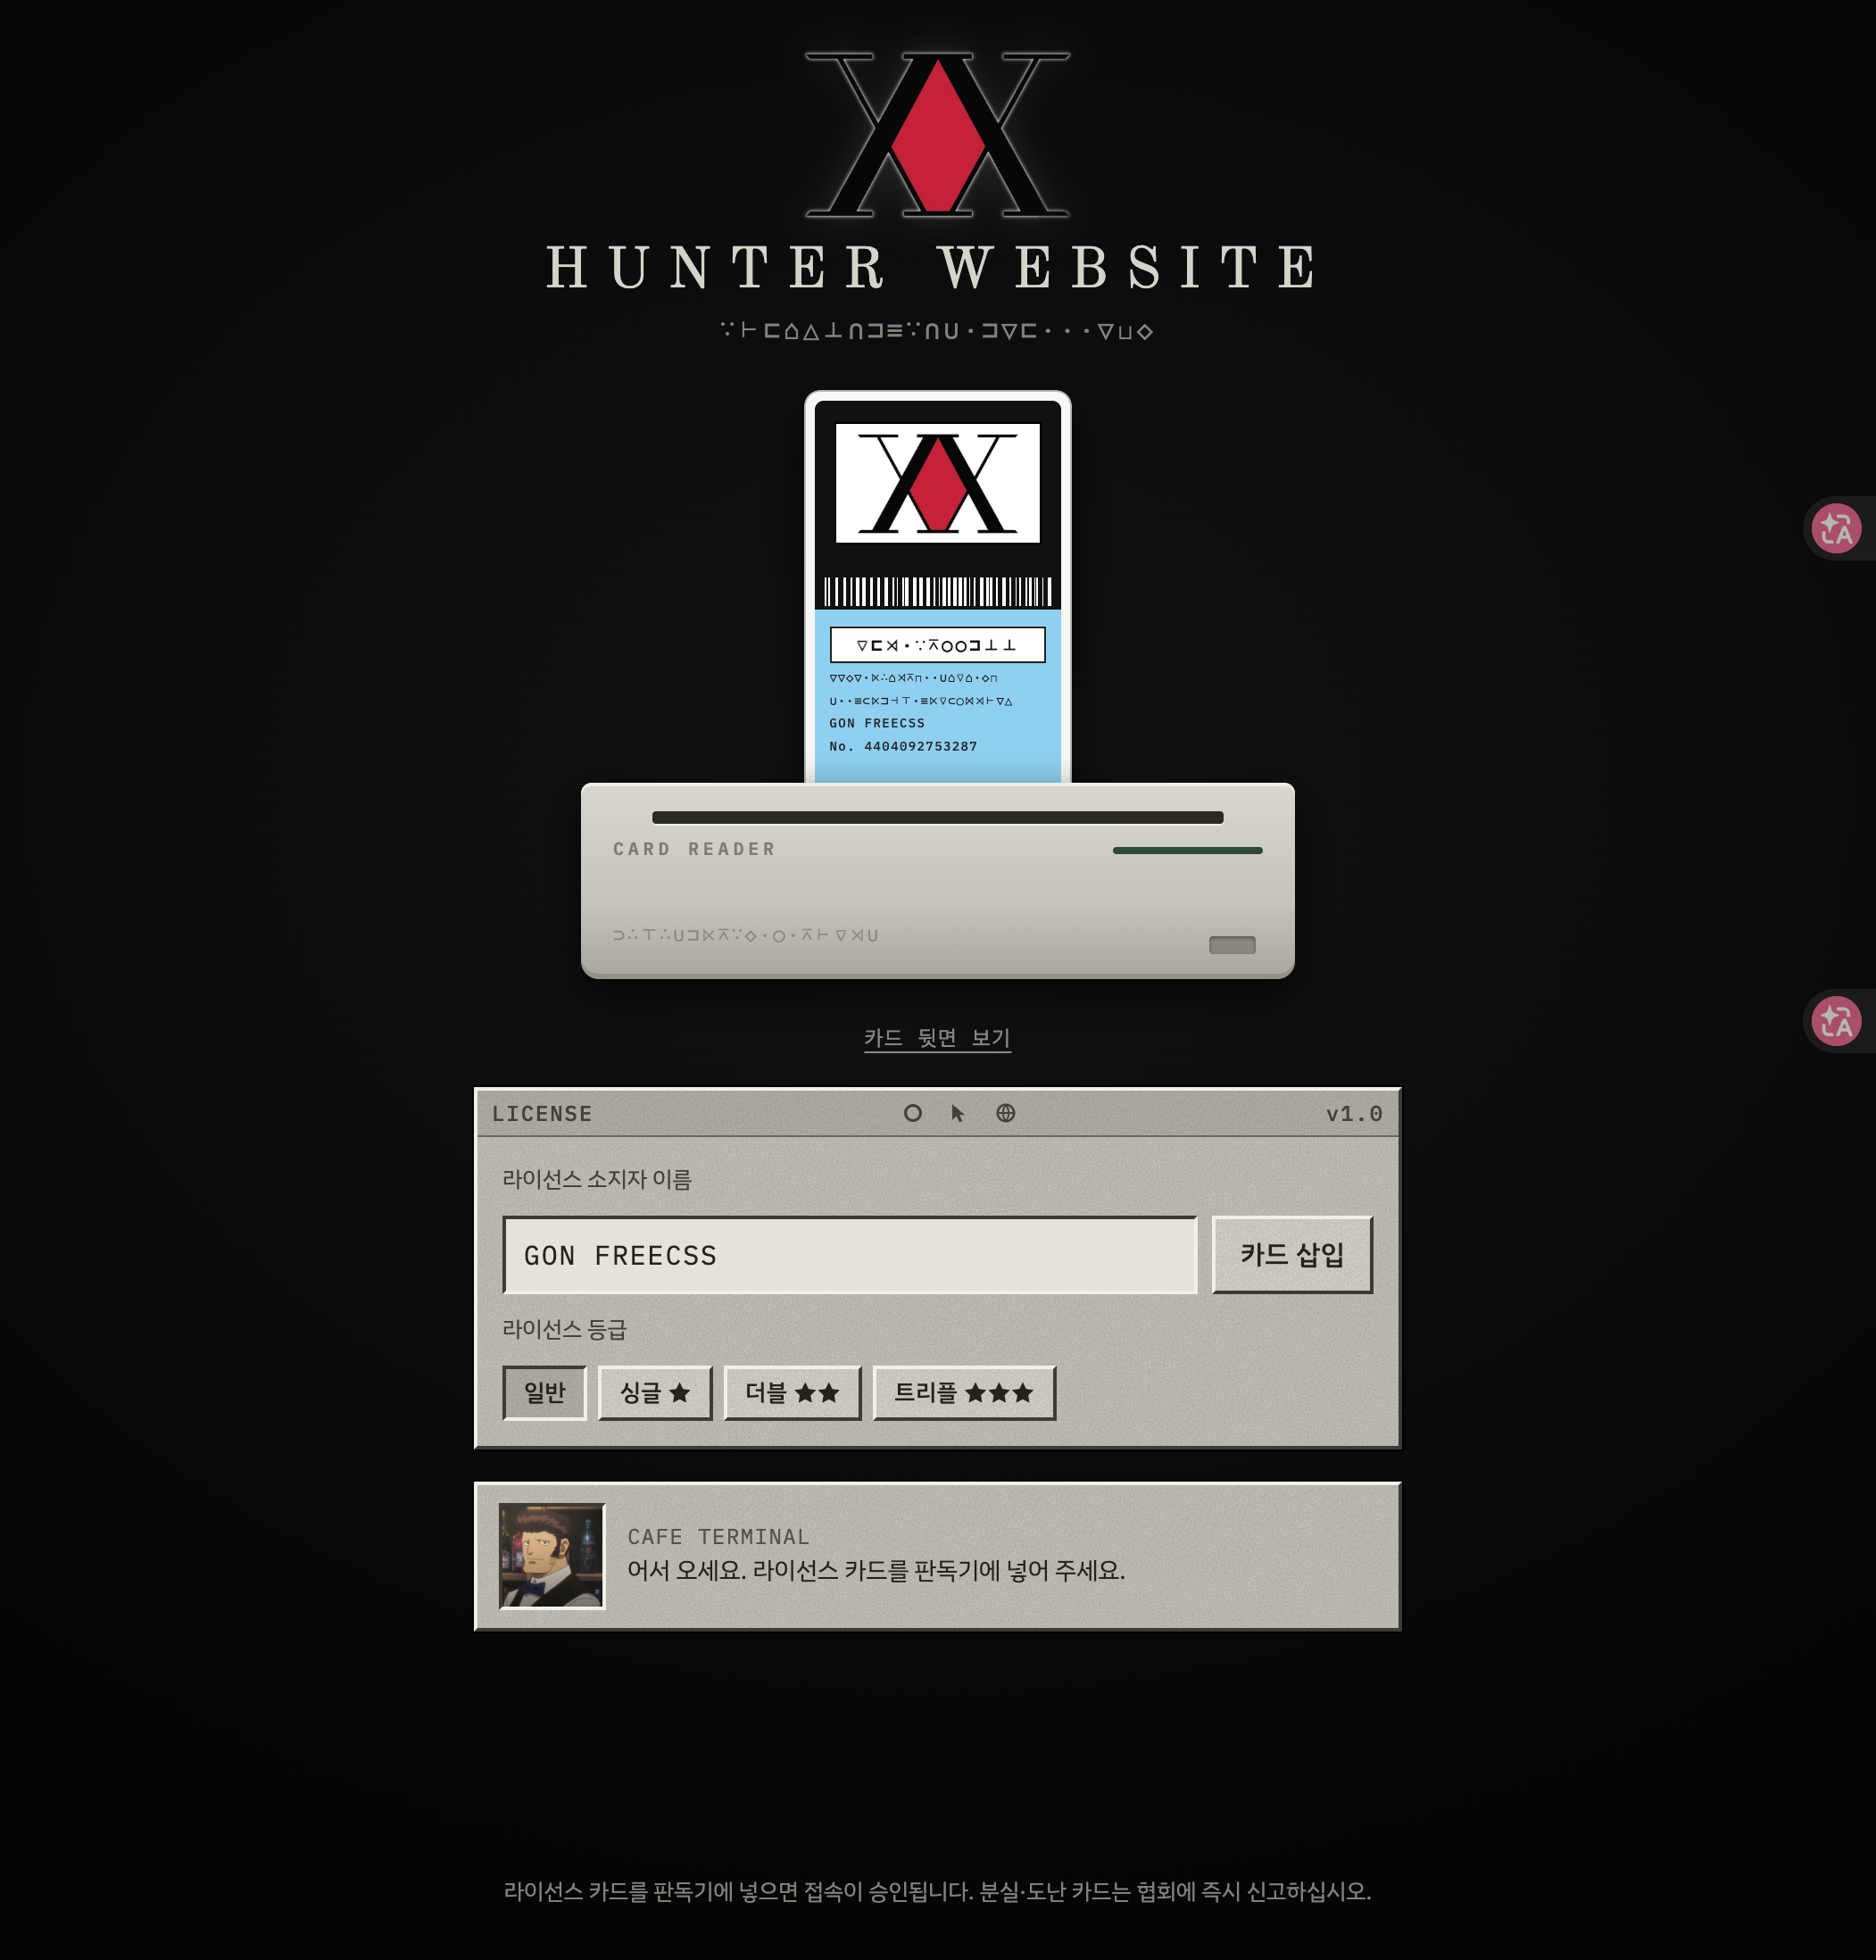 HUNTER WEBSITE
GON FREECSS
No. 4404092753287
CARD READER
카드 뒷면 보기
LICENSE
v1.0
라이선스 소지자 이름
GON FREECSS
카드 삽입
라이선스 등급
일반
싱글 ★
더블 ★★
트리플 ★★★
CAFE TERMINAL
어서 오세요. 라이선스 카드를 판독기에 넣어 주세요.
라이선스 카드를 판독기에 넣으면 접속이 승인됩니다. 분실·도난 카드는 협회에 즉시 신고하십시오.